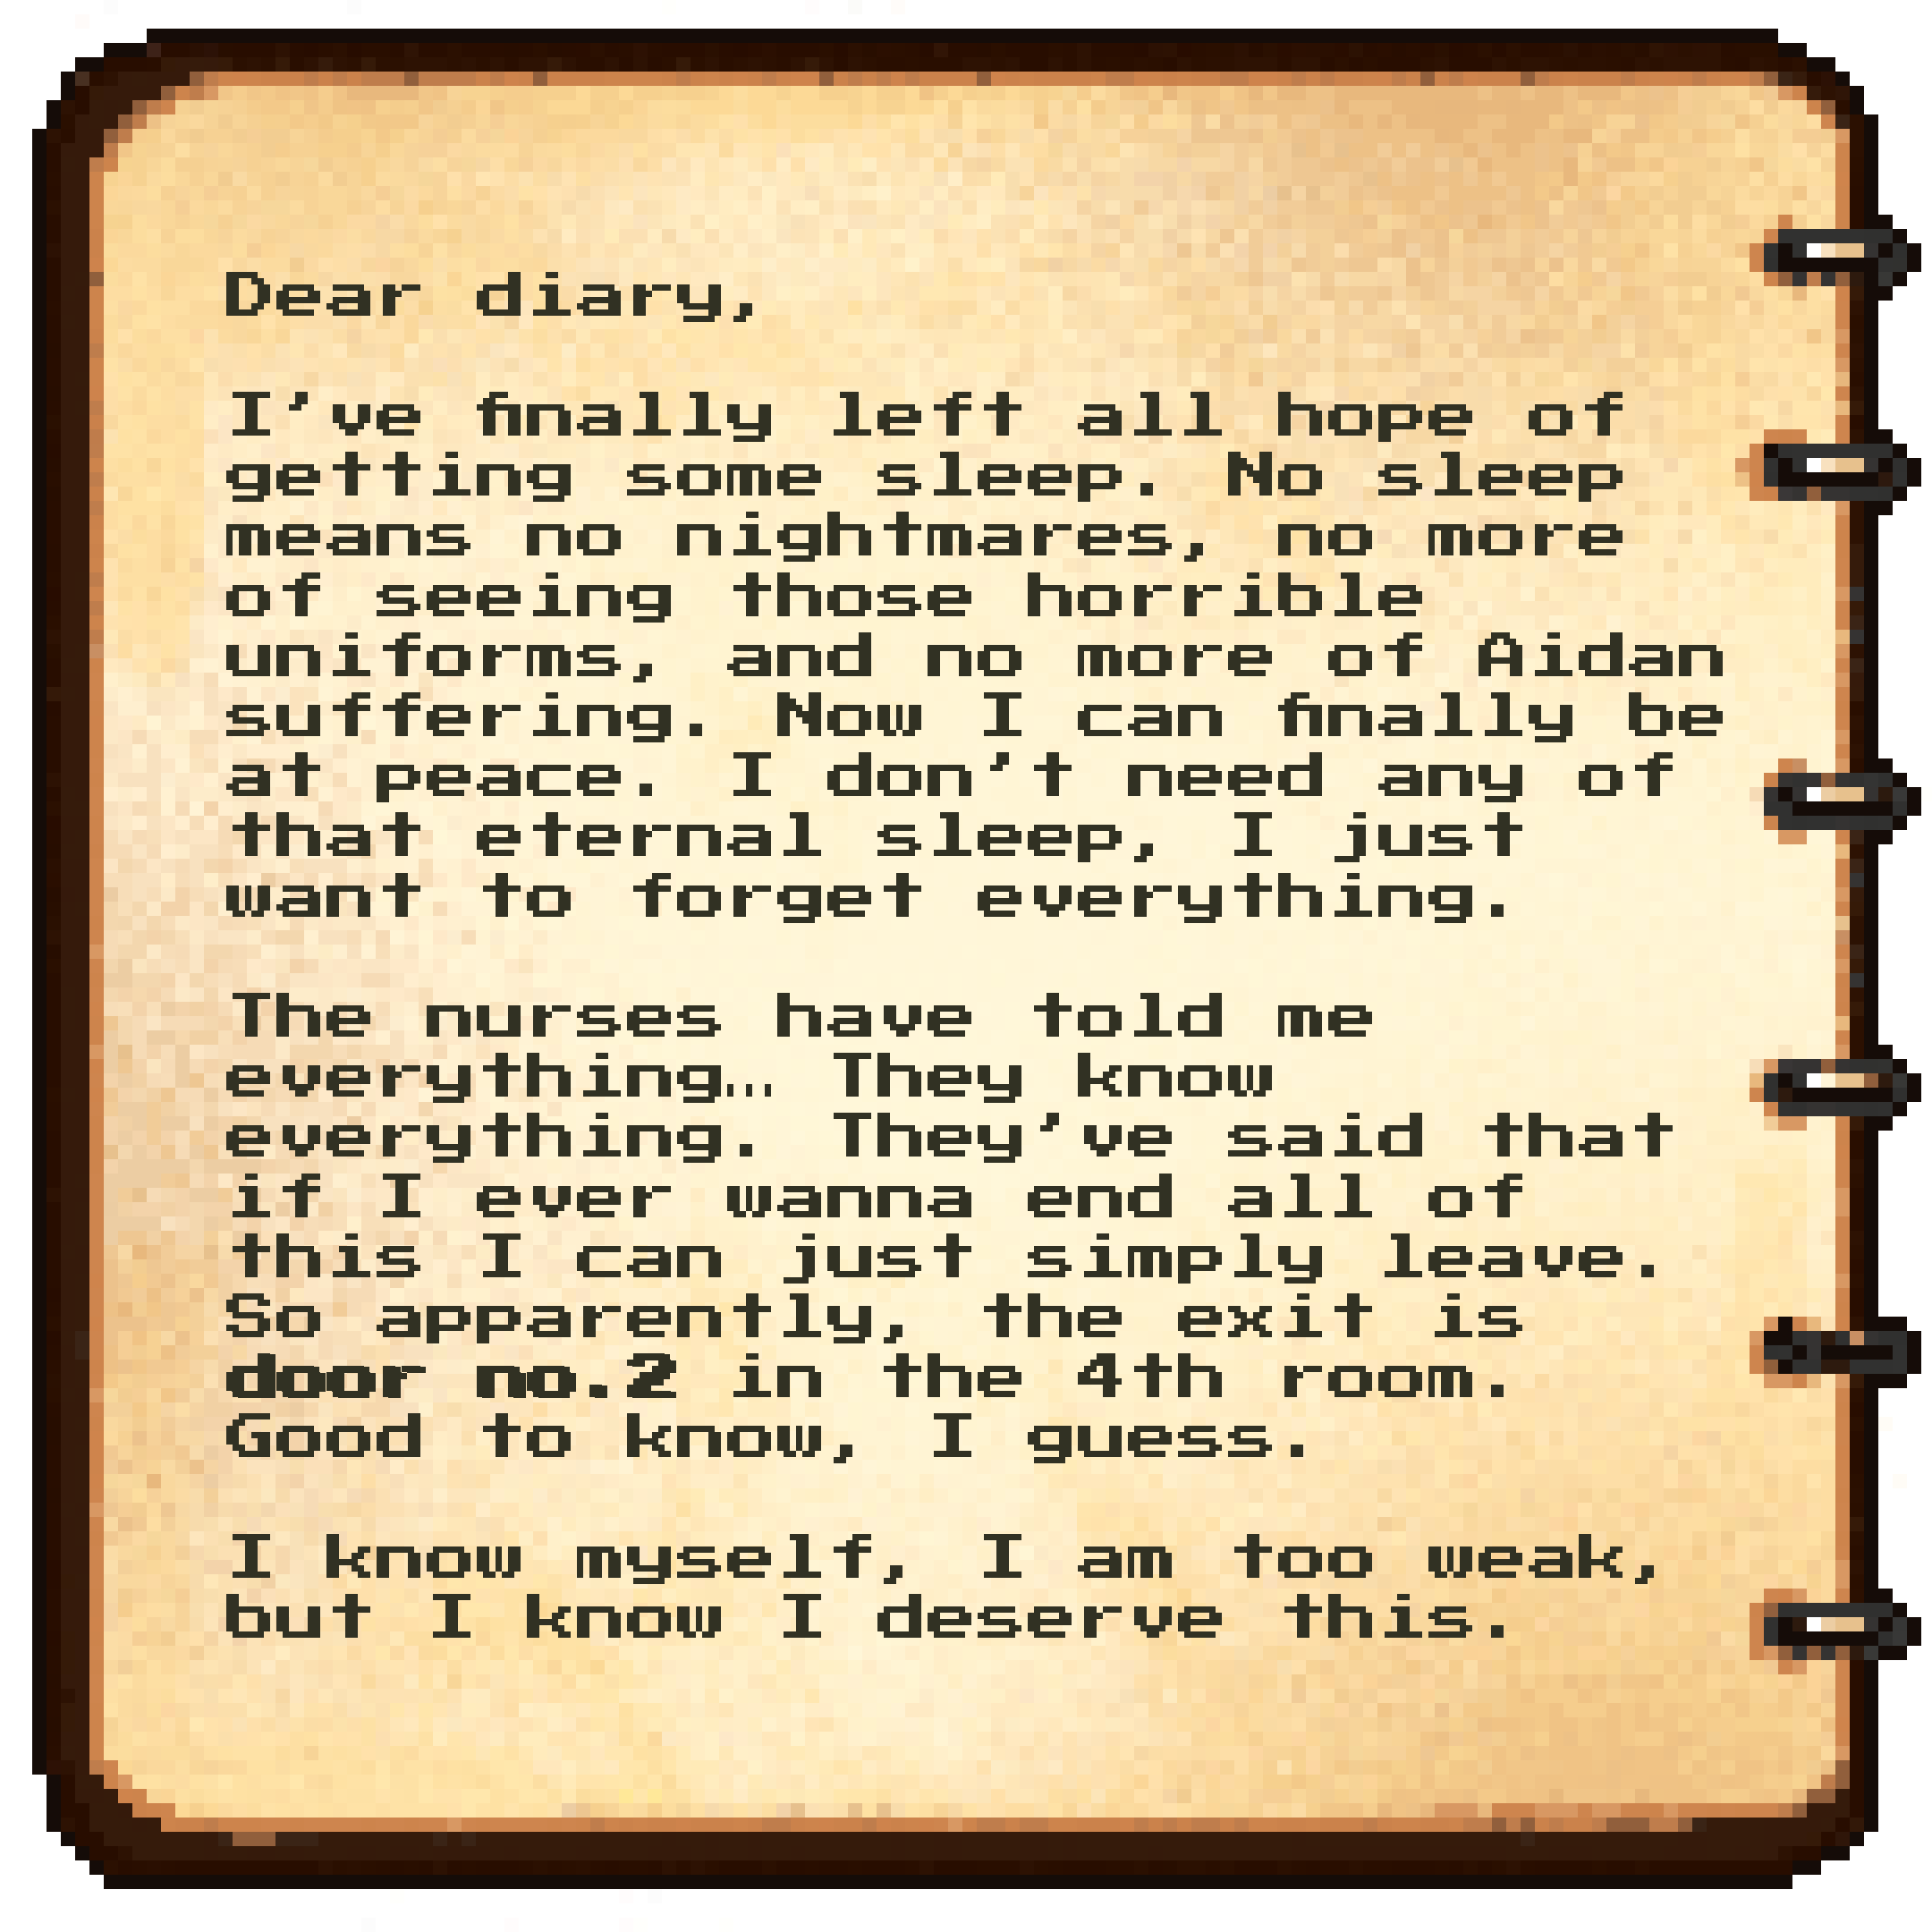 Dear diary,
I've finally left all hope of
getting some sleep. No sleep
means no nightmares, no more
of seeing those horrible
uniforms, and no more of Aidan
suffering. Now I can finally be
at peace. I don't need any of
that eternal sleep, I just
want to forget everything.
The nurses have told me
everything… They know
everything. They've said that
if I ever wanna end all of
this I can just simply leave.
So apparently, the exit is
door no.2 in the 4th room.
Good to know, I guess.
I know myself, I am too weak,
but I know I deserve this.